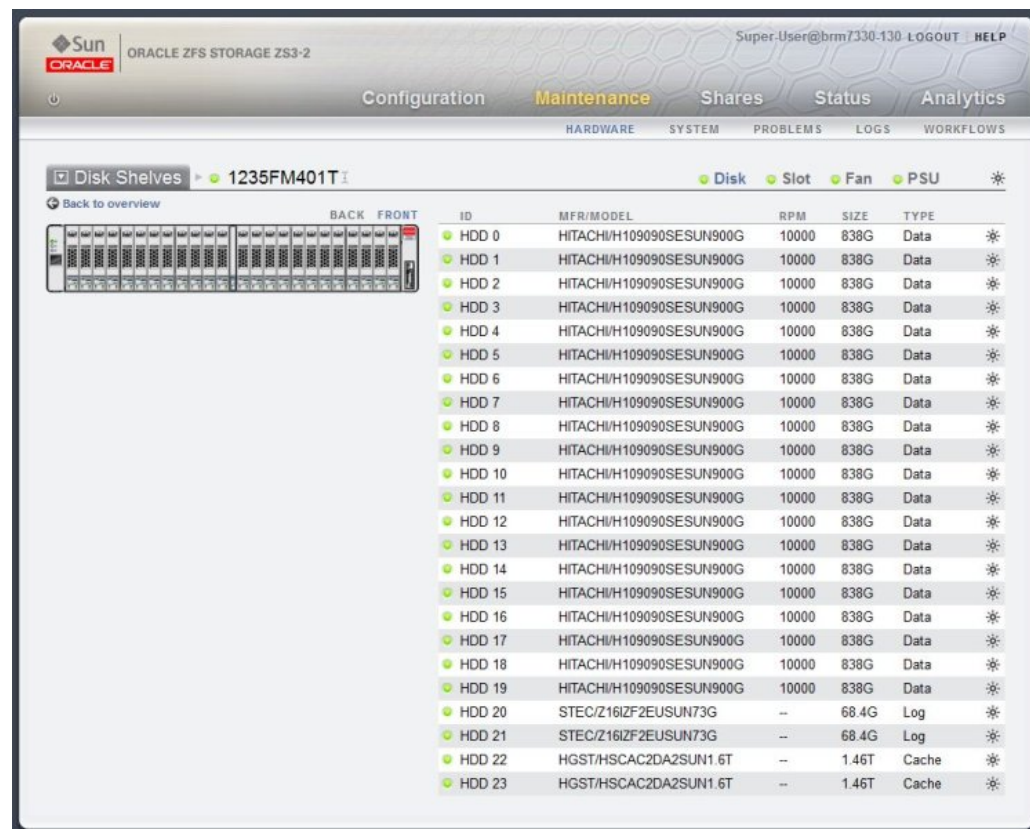 Sun
ORACLE
ORACLE ZFS STORAGE ZS3-2
Super-User@brm7330-130 LOGOUT HELP
Configuration Maintenance Shares Status Analytics
HARDWARE SYSTEM PROBLEMS LOGS WORKFLOWS
Disk Shelves 1235FM401T Disk Slot Fan PSU
Back to overview
BACK FRONT
ID MFR/MODEL RPM SIZE TYPE
HDD 0 HITACHI/H109090SESUN900G 10000 838G Data
HDD 1 HITACHI/H109090SESUN900G 10000 838G Data
HDD 2 HITACHI/H109090SESUN900G 10000 838G Data
HDD 3 HITACHI/H109090SESUN900G 10000 838G Data
HDD 4 HITACHI/H109090SESUN900G 10000 838G Data
HDD 5 HITACHI/H109090SESUN900G 10000 838G Data
HDD 6 HITACHI/H109090SESUN900G 10000 838G Data
HDD 7 HITACHI/H109090SESUN900G 10000 838G Data
HDD 8 HITACHI/H109090SESUN900G 10000 838G Data
HDD 9 HITACHI/H109090SESUN900G 10000 838G Data
HDD 10 HITACHI/H109090SESUN900G 10000 838G Data
HDD 11 HITACHI/H109090SESUN900G 10000 838G Data
HDD 12 HITACHI/H109090SESUN900G 10000 838G Data
HDD 13 HITACHI/H109090SESUN900G 10000 838G Data
HDD 14 HITACHI/H109090SESUN900G 10000 838G Data
HDD 15 HITACHI/H109090SESUN900G 10000 838G Data
HDD 16 HITACHI/H109090SESUN900G 10000 838G Data
HDD 17 HITACHI/H109090SESUN900G 10000 838G Data
HDD 18 HITACHI/H109090SESUN900G 10000 838G Data
HDD 19 HITACHI/H109090SESUN900G 10000 838G Data
HDD 20 STEC/Z16IZF2EUSUN73G -- 68.4G Log
HDD 21 STEC/Z16IZF2EUSUN73G -- 68.4G Log
HDD 22 HGST/HSCAC2DA2SUN1.6T -- 1.46T Cache
HDD 23 HGST/HSCAC2DA2SUN1.6T -- 1.46T Cache